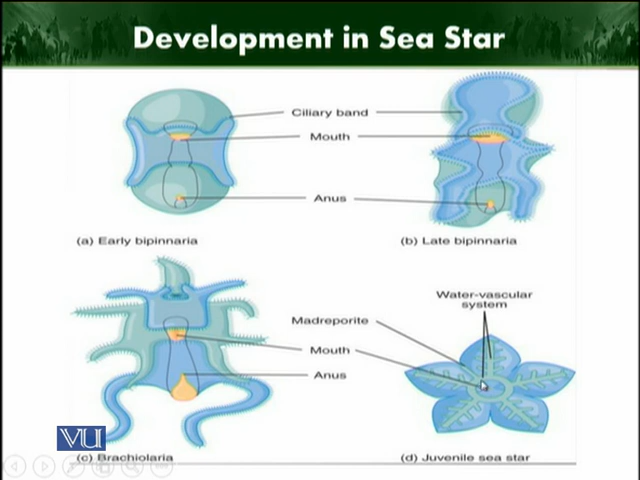 Development in Sea Star
Ciliary band
Mouth
Anus
(a) Early bipinnaria
(b) Late bipinnaria
Water-vascular
system
Madreporite
Mouth
Anus
VU
(c) Brachiolaria
(d) Juvenile sea star